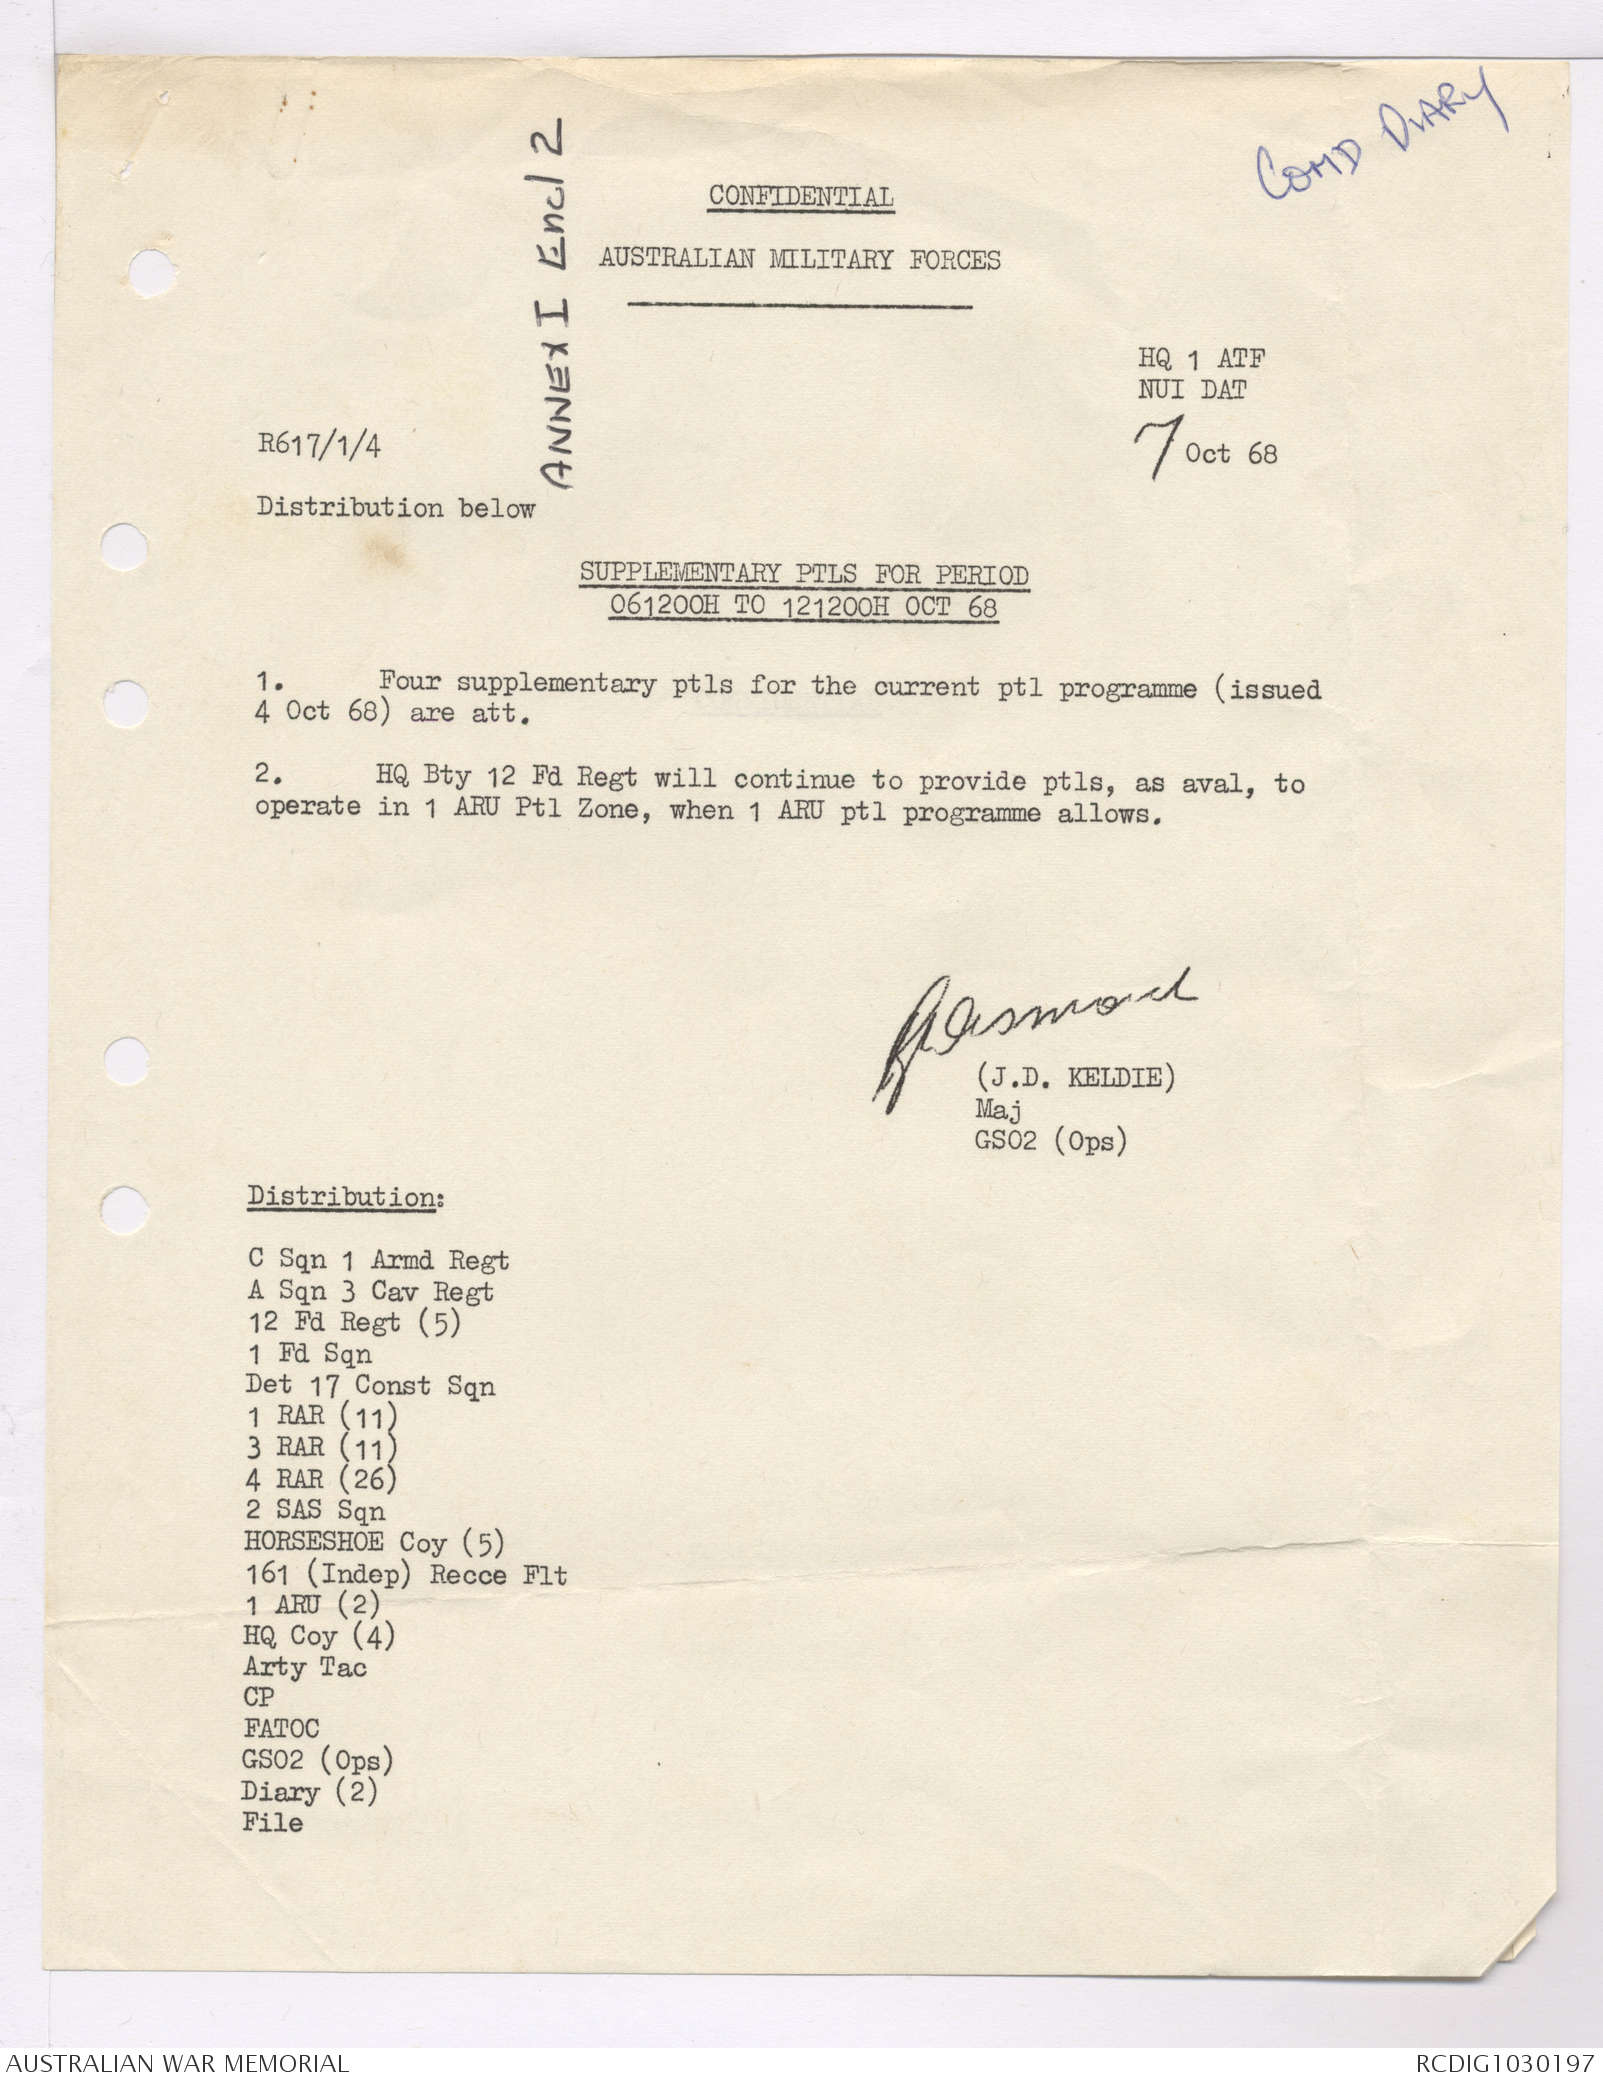 COMD DIARY
ANNEX I Encl 2
CONFIDENTIAL
AUSTRALIAN MILITARY FORCES
HQ 1 ATF
NUI DAT
7 Oct 68
R617/1/4
Distribution below
SUPPLEMENTARY PTLS FOR PERIOD
061200H TO 121200H OCT 68
1. Four supplementary ptls for the current ptl programme (issued
4 Oct 68) are att.
2. HQ Bty 12 Fd Regt will continue to provide ptls, as aval, to
operate in 1 ARU Ptl Zone, when 1 ARU ptl programme allows.
(J.D. KELDIE)
Maj
GSO2 (Ops)
Distribution:
C Sqn 1 Armd Regt
A Sqn 3 Cav Regt
12 Fd Regt (5)
1 Fd Sqn
Det 17 Const Sqn
1 RAR (11)
3 RAR (11)
4 RAR (26)
2 SAS Sqn
HORSESHOE Coy (5)
161 (Indep) Recce Flt
1 ARU (2)
HQ Coy (4)
Arty Tac
CP
FATOC
GSO2 (Ops)
Diary (2)
File
AUSTRALIAN WAR MEMORIAL
RCDIG1030197